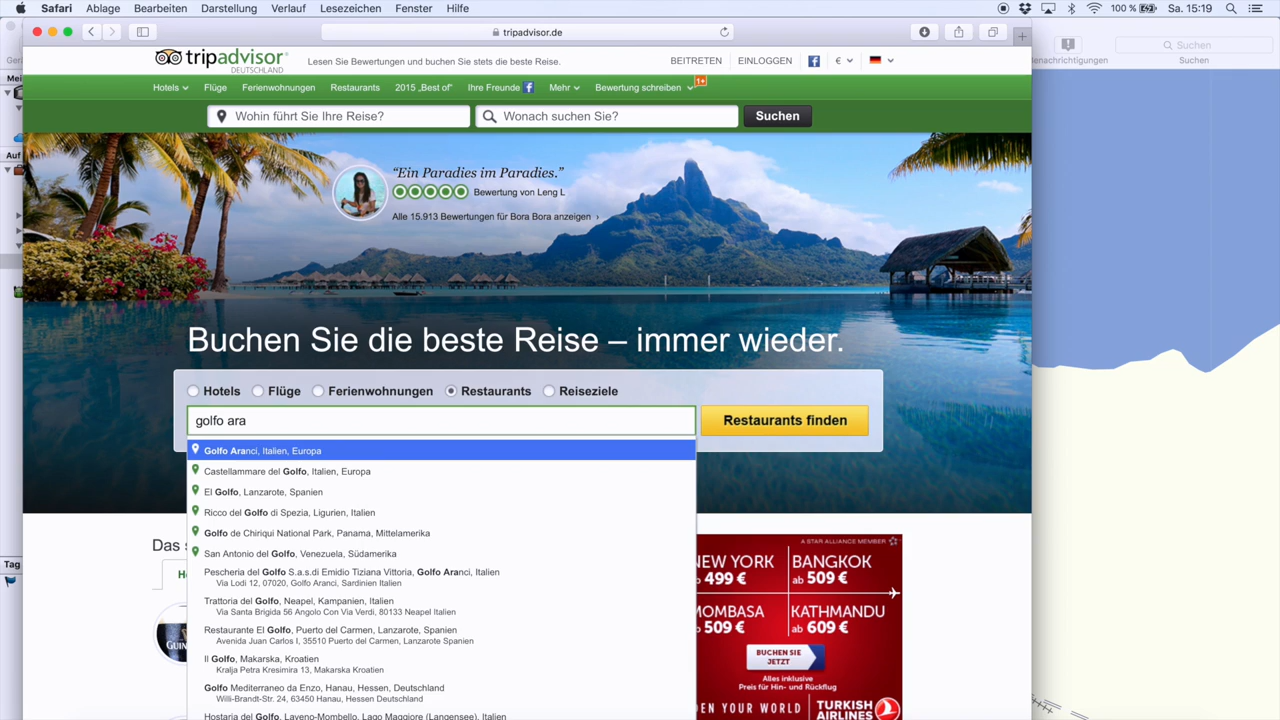 Safari Ablage Bearbeiten Darstellung Verlauf Lesezeichen Fenster Hilfe 100 % Sa. 15:19
tripadvisor.de
Suchen
Benachrichtigungen Suchen
tripadvisor®
DEUTSCHLAND
Lesen Sie Bewertungen und buchen Sie stets die beste Reise.
BEITRETEN EINLOGGEN €
Hotels Flüge Ferienwohnungen Restaurants 2015 „Best of“ Ihre Freunde Mehr Bewertung schreiben 1+
Wohin führt Sie Ihre Reise? Wonach suchen Sie? Suchen
“Ein Paradies im Paradies.”
Bewertung von Leng L
Alle 15.913 Bewertungen für Bora Bora anzeigen ›
Buchen Sie die beste Reise – immer wieder.
Hotels Flüge Ferienwohnungen Restaurants Reiseziele
golfo ara Restaurants finden
Golfo Aranci, Italien, Europa
Castellammare del Golfo, Italien, Europa
El Golfo, Lanzarote, Spanien
Ricco del Golfo di Spezia, Ligurien, Italien
Golfo de Chiriqui National Park, Panama, Mittelamerika
San Antonio del Golfo, Venezuela, Südamerika
Pescheria del Golfo S.a.s.di Emidio Tiziana Vittoria, Golfo Aranci, Italien
Via Lodi 12, 07020, Golfo Aranci, Sardinien Italien
Trattoria del Golfo, Neapel, Kampanien, Italien
Via Santa Brigida 56 Angolo Con Via Verdi, 80133 Neapel Italien
Restaurante El Golfo, Puerto del Carmen, Lanzarote, Spanien
Avenida Juan Carlos I, 35510 Puerto del Carmen, Lanzarote Spanien
Il Golfo, Makarska, Kroatien
Kralja Petra Kresimira 13, Makarska Kroatien
Golfo Mediterraneo da Enzo, Hanau, Hessen, Deutschland
Willi-Brandt-Str. 24, 63450 Hanau, Hessen Deutschland
Hostaria del Golfo, Laveno-Mombello, Lago Maggiore (Langensee), Italien
Das s
Auf
Tag
A STAR ALLIANCE MEMBER
NEW YORK
499 €
BANGKOK
ab 509 €
MOMBASA
509 €
KATHMANDU
ab 609 €
BUCHEN SIE
JETZT
Alles inklusive
Preis für Hin- und Rückflug
DEN YOUR WORLD
TURKISH
AIRLINES